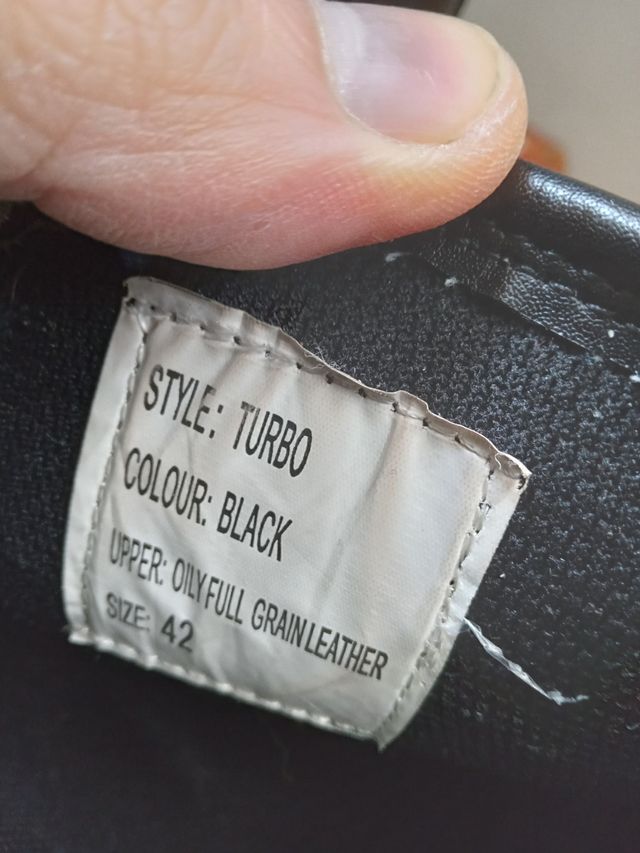 STYLE: TURBO
COLOUR: BLACK
UPPER: OILY FULL GRAIN LEATHER
SIZE: 42